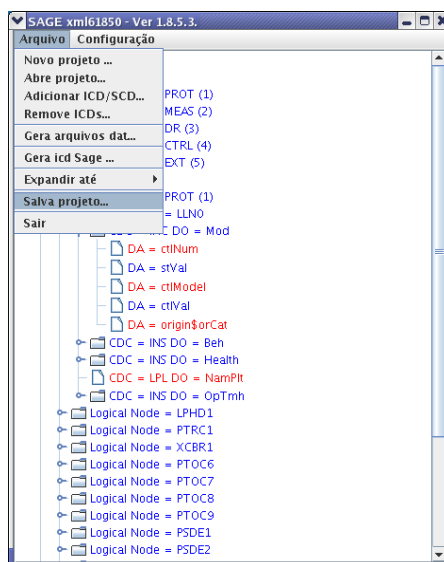 SAGE xml61850 - Ver 1.8.5.3.
Arquivo Configuração
Novo projeto ...
Abre projeto...
Adicionar ICD/SCD...
Remove ICDs...
Gera arquivos dat...
Gera icd Sage ...
Expandir até
Salva projeto...
Sair
PROT (1)
MEAS (2)
DR (3)
CTRL (4)
EXT (5)
PROT (1)
= LLN0
CDC = INC DO = Mod
DA = ctlNum
DA = stVal
DA = ctlModel
DA = ctlVal
DA = origin$orCat
CDC = INS DO = Beh
CDC = INS DO = Health
CDC = LPL DO = NamPlt
CDC = INS DO = OpTmh
Logical Node = LPHD1
Logical Node = PTRC1
Logical Node = XCBR1
Logical Node = PTOC6
Logical Node = PTOC7
Logical Node = PTOC8
Logical Node = PTOC9
Logical Node = PSDE1
Logical Node = PSDE2